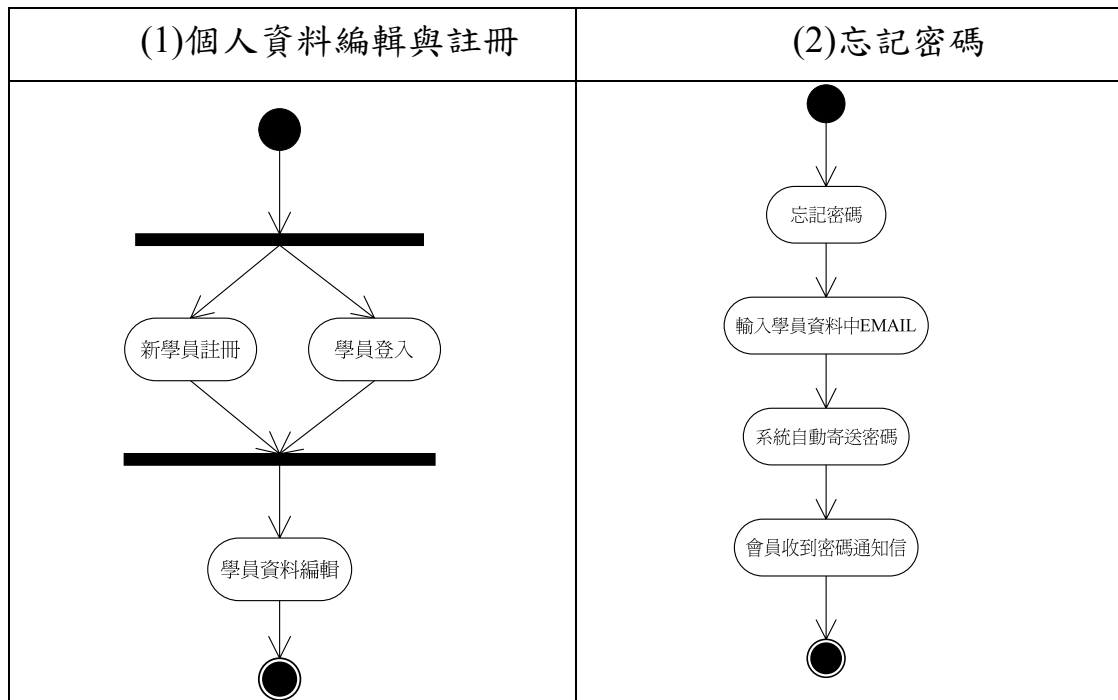 (1)個人資料編輯與註冊
(2)忘記密碼
新學員註冊
學員登入
學員資料編輯
忘記密碼
輸入學員資料中EMAIL
系統自動寄送密碼
會員收到密碼通知信